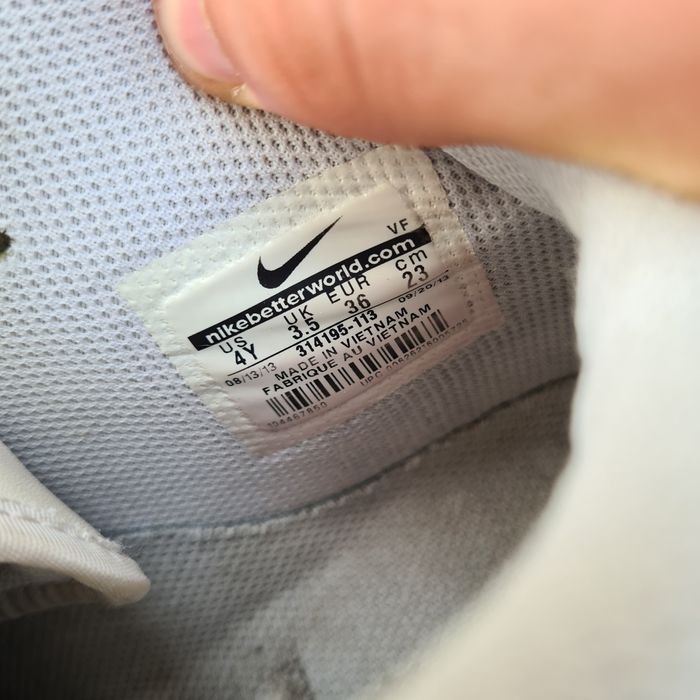 VF
nikebetterworld.com
US UK EUR cm
4Y 3.5 36 23
314195-113
08/13/13 09/20/13
MADE IN VIETNAM
FABRIQUE AU VIETNAM
UPC